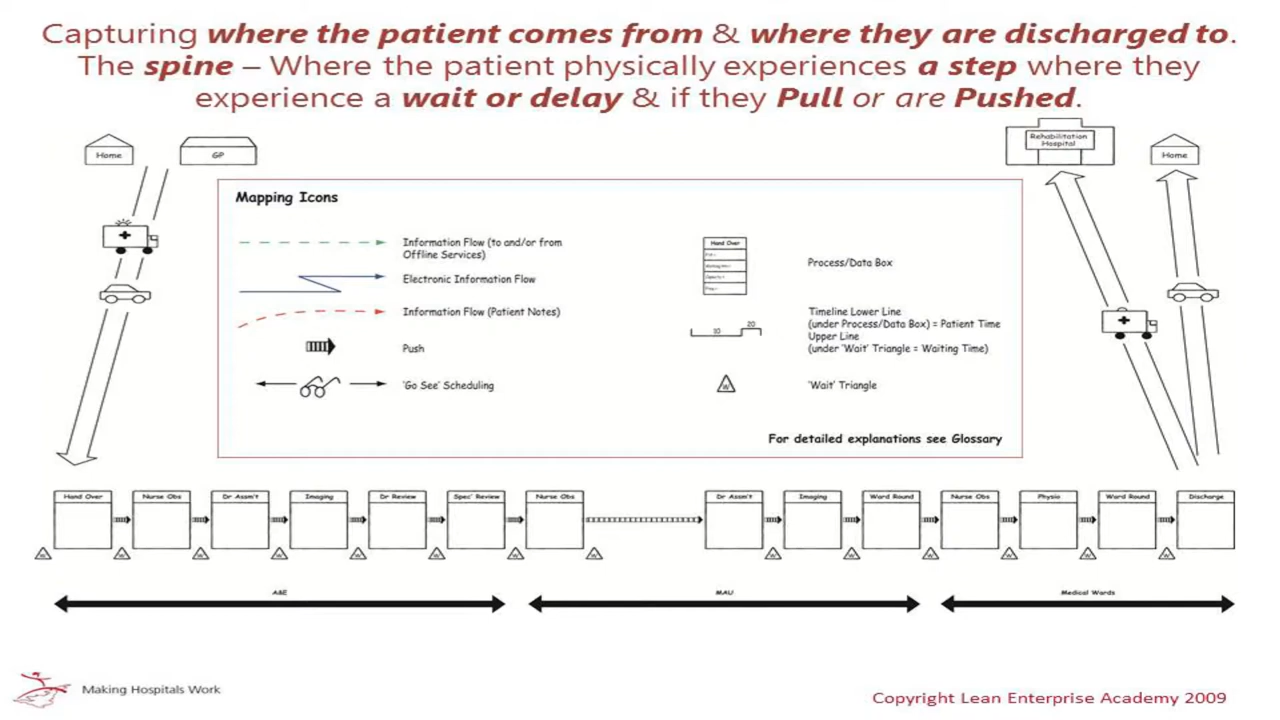 Capturing where the patient comes from & where they are discharged to.
The spine – Where the patient physically experiences a step where they
experience a wait or delay & if they Pull or are Pushed.
Home
GP
Rehabilitation
Hospital
Home
Mapping Icons
Information Flow (to and/or from
Offline Services)
Electronic Information Flow
Information Flow (Patient Notes)
Push
'Go See' Scheduling
Hand Over
Process/Data Box
10
20
Timeline Lower Line
(under Process/Data Box) = Patient Time
Upper Line
(under 'Wait' Triangle = Waiting Time)
W
'Wait' Triangle
For detailed explanations see Glossary
Hand Over
Nurse Obs
Dr Assm't
Imaging
Dr Review
Spec' Review
Nurse Obs
Dr Assm't
Imaging
Ward Round
Nurse Obs
Physio
Ward Round
Discharge
A&E
MAU
Medical Wards
Making Hospitals Work
Copyright Lean Enterprise Academy 2009